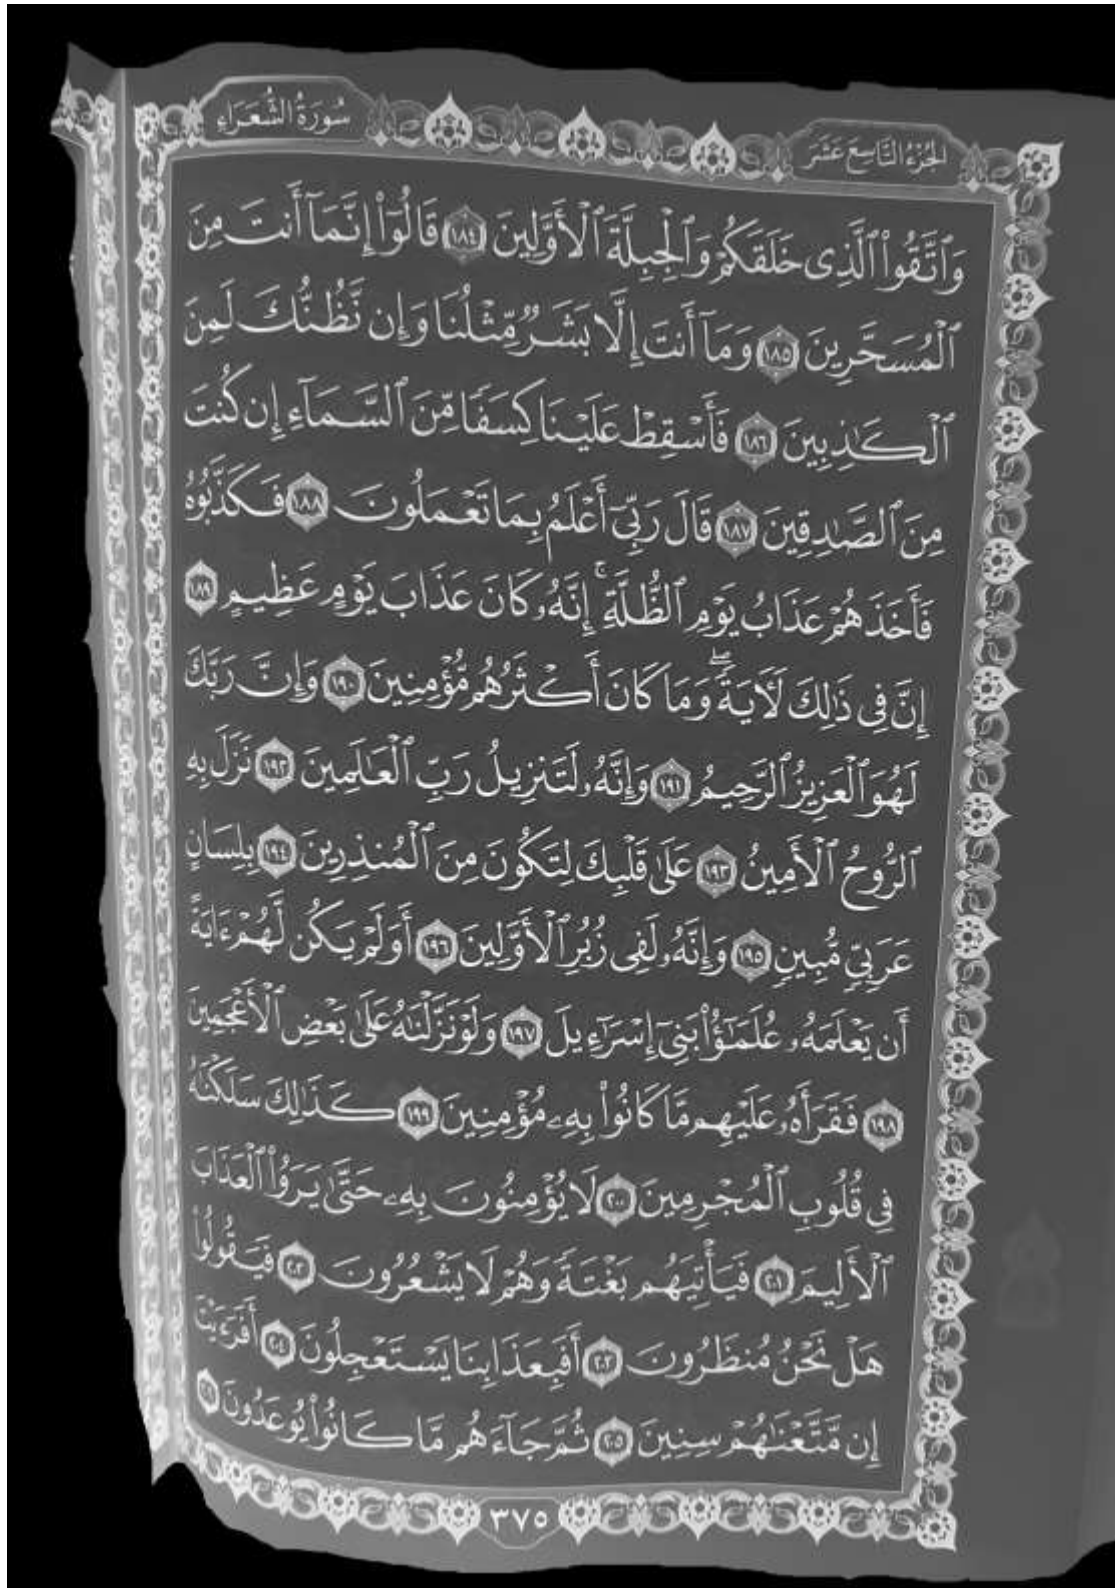 الجُزْءُ التَّاسِعَ عَشَرَ
سُورَةُ الشُّعَرَاءِ
وَٱتَّقُوا۟ ٱلَّذِى خَلَقَكُمْ وَٱلْجِبِلَّةَ ٱلْأَوَّلِينَ ١٨٤ قَالُوٓا۟ إِنَّمَآ أَنتَ مِنَ
ٱلْمُسَحَّرِينَ ١٨٥ وَمَآ أَنتَ إِلَّا بَشَرٌ مِّثْلُنَا وَإِن نَّظُنُّكَ لَمِنَ
ٱلْكَٰذِبِينَ ١٨٦ فَأَسْقِطْ عَلَيْنَا كِسَفًا مِّنَ ٱلسَّمَآءِ إِن كُنتَ
مِنَ ٱلصَّٰدِقِينَ ١٨٧ قَالَ رَبِّىٓ أَعْلَمُ بِمَا تَعْمَلُونَ ١٨٨ فَكَذَّبُوهُ
فَأَخَذَهُمْ عَذَابُ يَوْمِ ٱلظُّلَّةِ ۚ إِنَّهُۥ كَانَ عَذَابَ يَوْمٍ عَظِيمٍ ١٨٩
إِنَّ فِى ذَٰلِكَ لَـَٔايَةً ۖ وَمَا كَانَ أَكْثَرُهُم مُّؤْمِنِينَ ١٩٠ وَإِنَّ رَبَّكَ
لَهُوَ ٱلْعَزِيزُ ٱلرَّحِيمُ ١٩١ وَإِنَّهُۥ لَتَنزِيلُ رَبِّ ٱلْعَٰلَمِينَ ١٩٢ نَزَلَ بِهِ
ٱلرُّوحُ ٱلْأَمِينُ ١٩٣ عَلَىٰ قَلْبِكَ لِتَكُونَ مِنَ ٱلْمُنذِرِينَ ١٩٤ بِلِسَانٍ
عَرَبِىٍّ مُّبِينٍ ١٩٥ وَإِنَّهُۥ لَفِى زُبُرِ ٱلْأَوَّلِينَ ١٩٦ أَوَلَمْ يَكُن لَّهُمْ ءَايَةً
أَن يَعْلَمَهُۥ عُلَمَٰٓؤُا۟ بَنِىٓ إِسْرَٰٓءِيلَ ١٩٧ وَلَوْ نَزَّلْنَٰهُ عَلَىٰ بَعْضِ ٱلْأَعْجَمِينَ
١٩٨ فَقَرَأَهُۥ عَلَيْهِم مَّا كَانُوا۟ بِهِۦ مُؤْمِنِينَ ١٩٩ كَذَٰلِكَ سَلَكْنَٰهُ
فِى قُلُوبِ ٱلْمُجْرِمِينَ ٢٠٠ لَا يُؤْمِنُونَ بِهِۦ حَتَّىٰ يَرَوُا۟ ٱلْعَذَابَ
ٱلْأَلِيمَ ٢٠١ فَيَأْتِيَهُم بَغْتَةً وَهُمْ لَا يَشْعُرُونَ ٢٠٢ فَيَقُولُوا۟
هَلْ نَحْنُ مُنظَرُونَ ٢٠٣ أَفَبِعَذَابِنَا يَسْتَعْجِلُونَ ٢٠٤ أَفَرَءَيْتَ
إِن مَّتَّعْنَٰهُمْ سِنِينَ ٢٠٥ ثُمَّ جَآءَهُم مَّا كَانُوا۟ يُوعَدُونَ ٢٠٦
٣٧٥